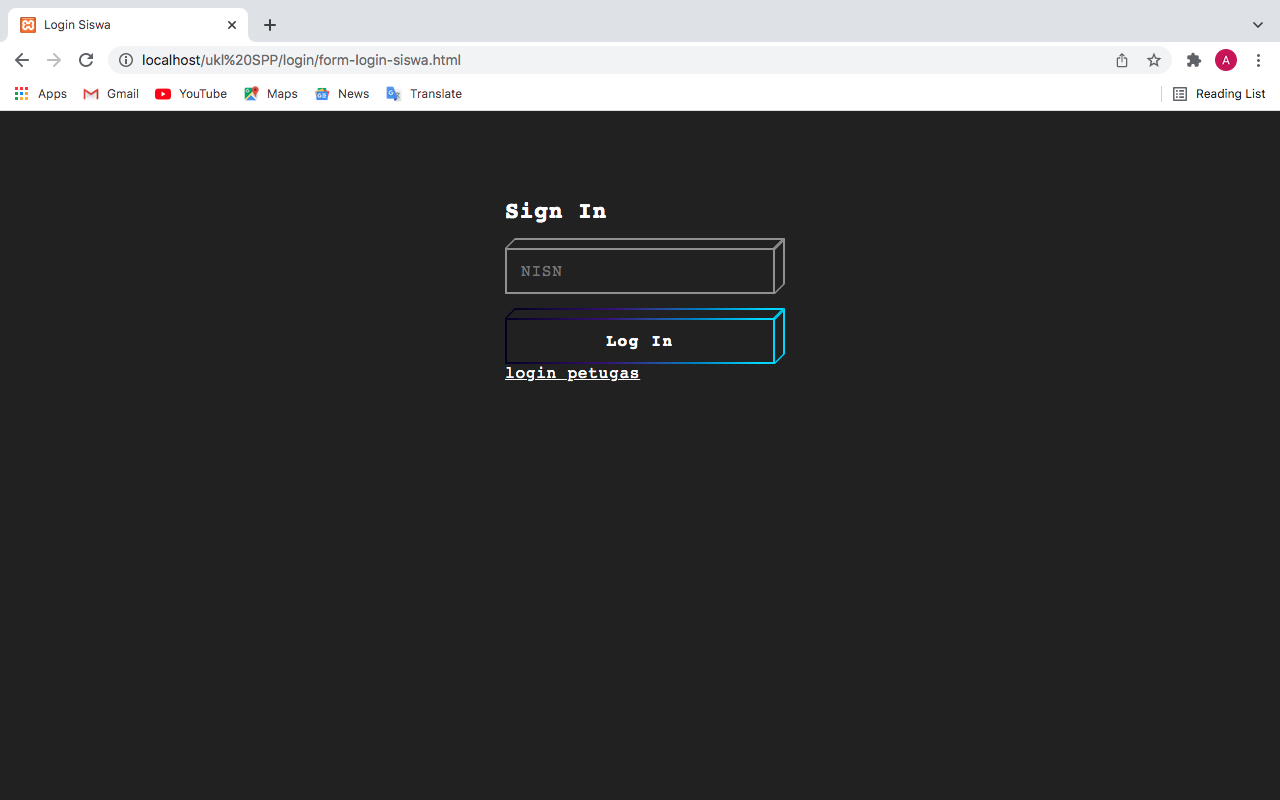 Login Siswa
localhost/ukl%20SPP/login/form-login-siswa.html
A
Apps Gmail YouTube Maps News Translate Reading List
Sign In
NISN
Log In
login petugas